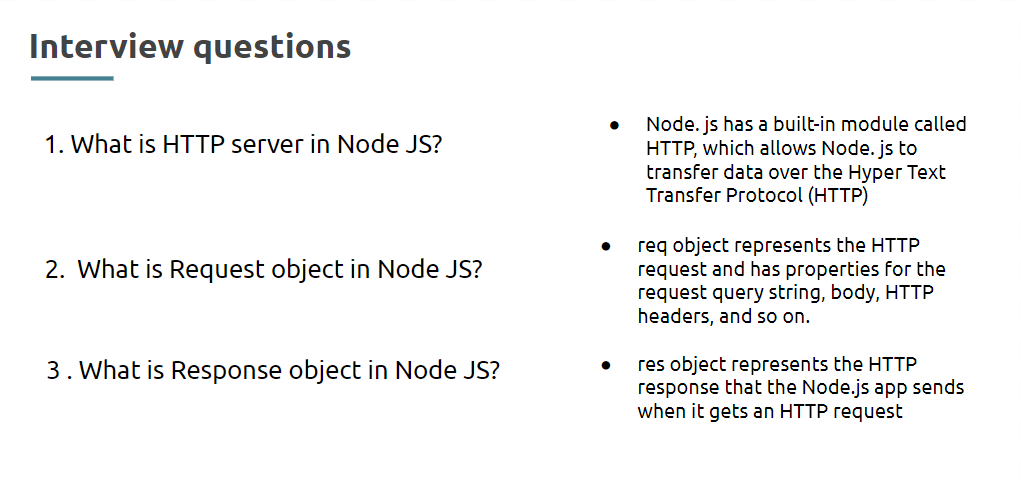 Interview questions
1. What is HTTP server in Node JS?
● Node. js has a built-in module called
HTTP, which allows Node. js to
transfer data over the Hyper Text
Transfer Protocol (HTTP)
2. What is Request object in Node JS?
● req object represents the HTTP
request and has properties for the
request query string, body, HTTP
headers, and so on.
3 . What is Response object in Node JS?
● res object represents the HTTP
response that the Node.js app sends
when it gets an HTTP request